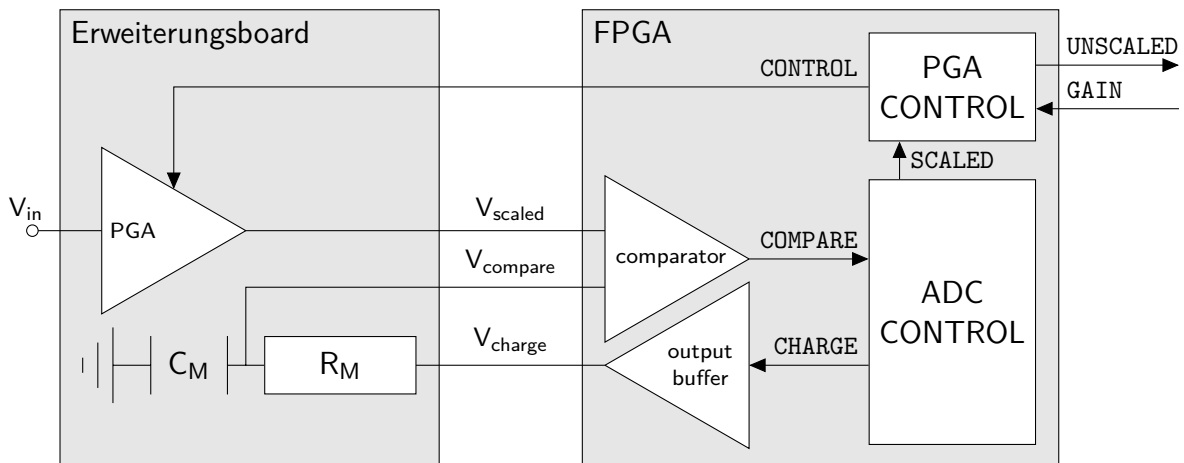 Erweiterungsboard
FPGA
UNSCALED
CONTROL
PGA
CONTROL
GAIN
SCALED
V_in
PGA
V_scaled
COMPARE
comparator
V_compare
ADC
CONTROL
C_M
R_M
V_charge
output
buffer
CHARGE